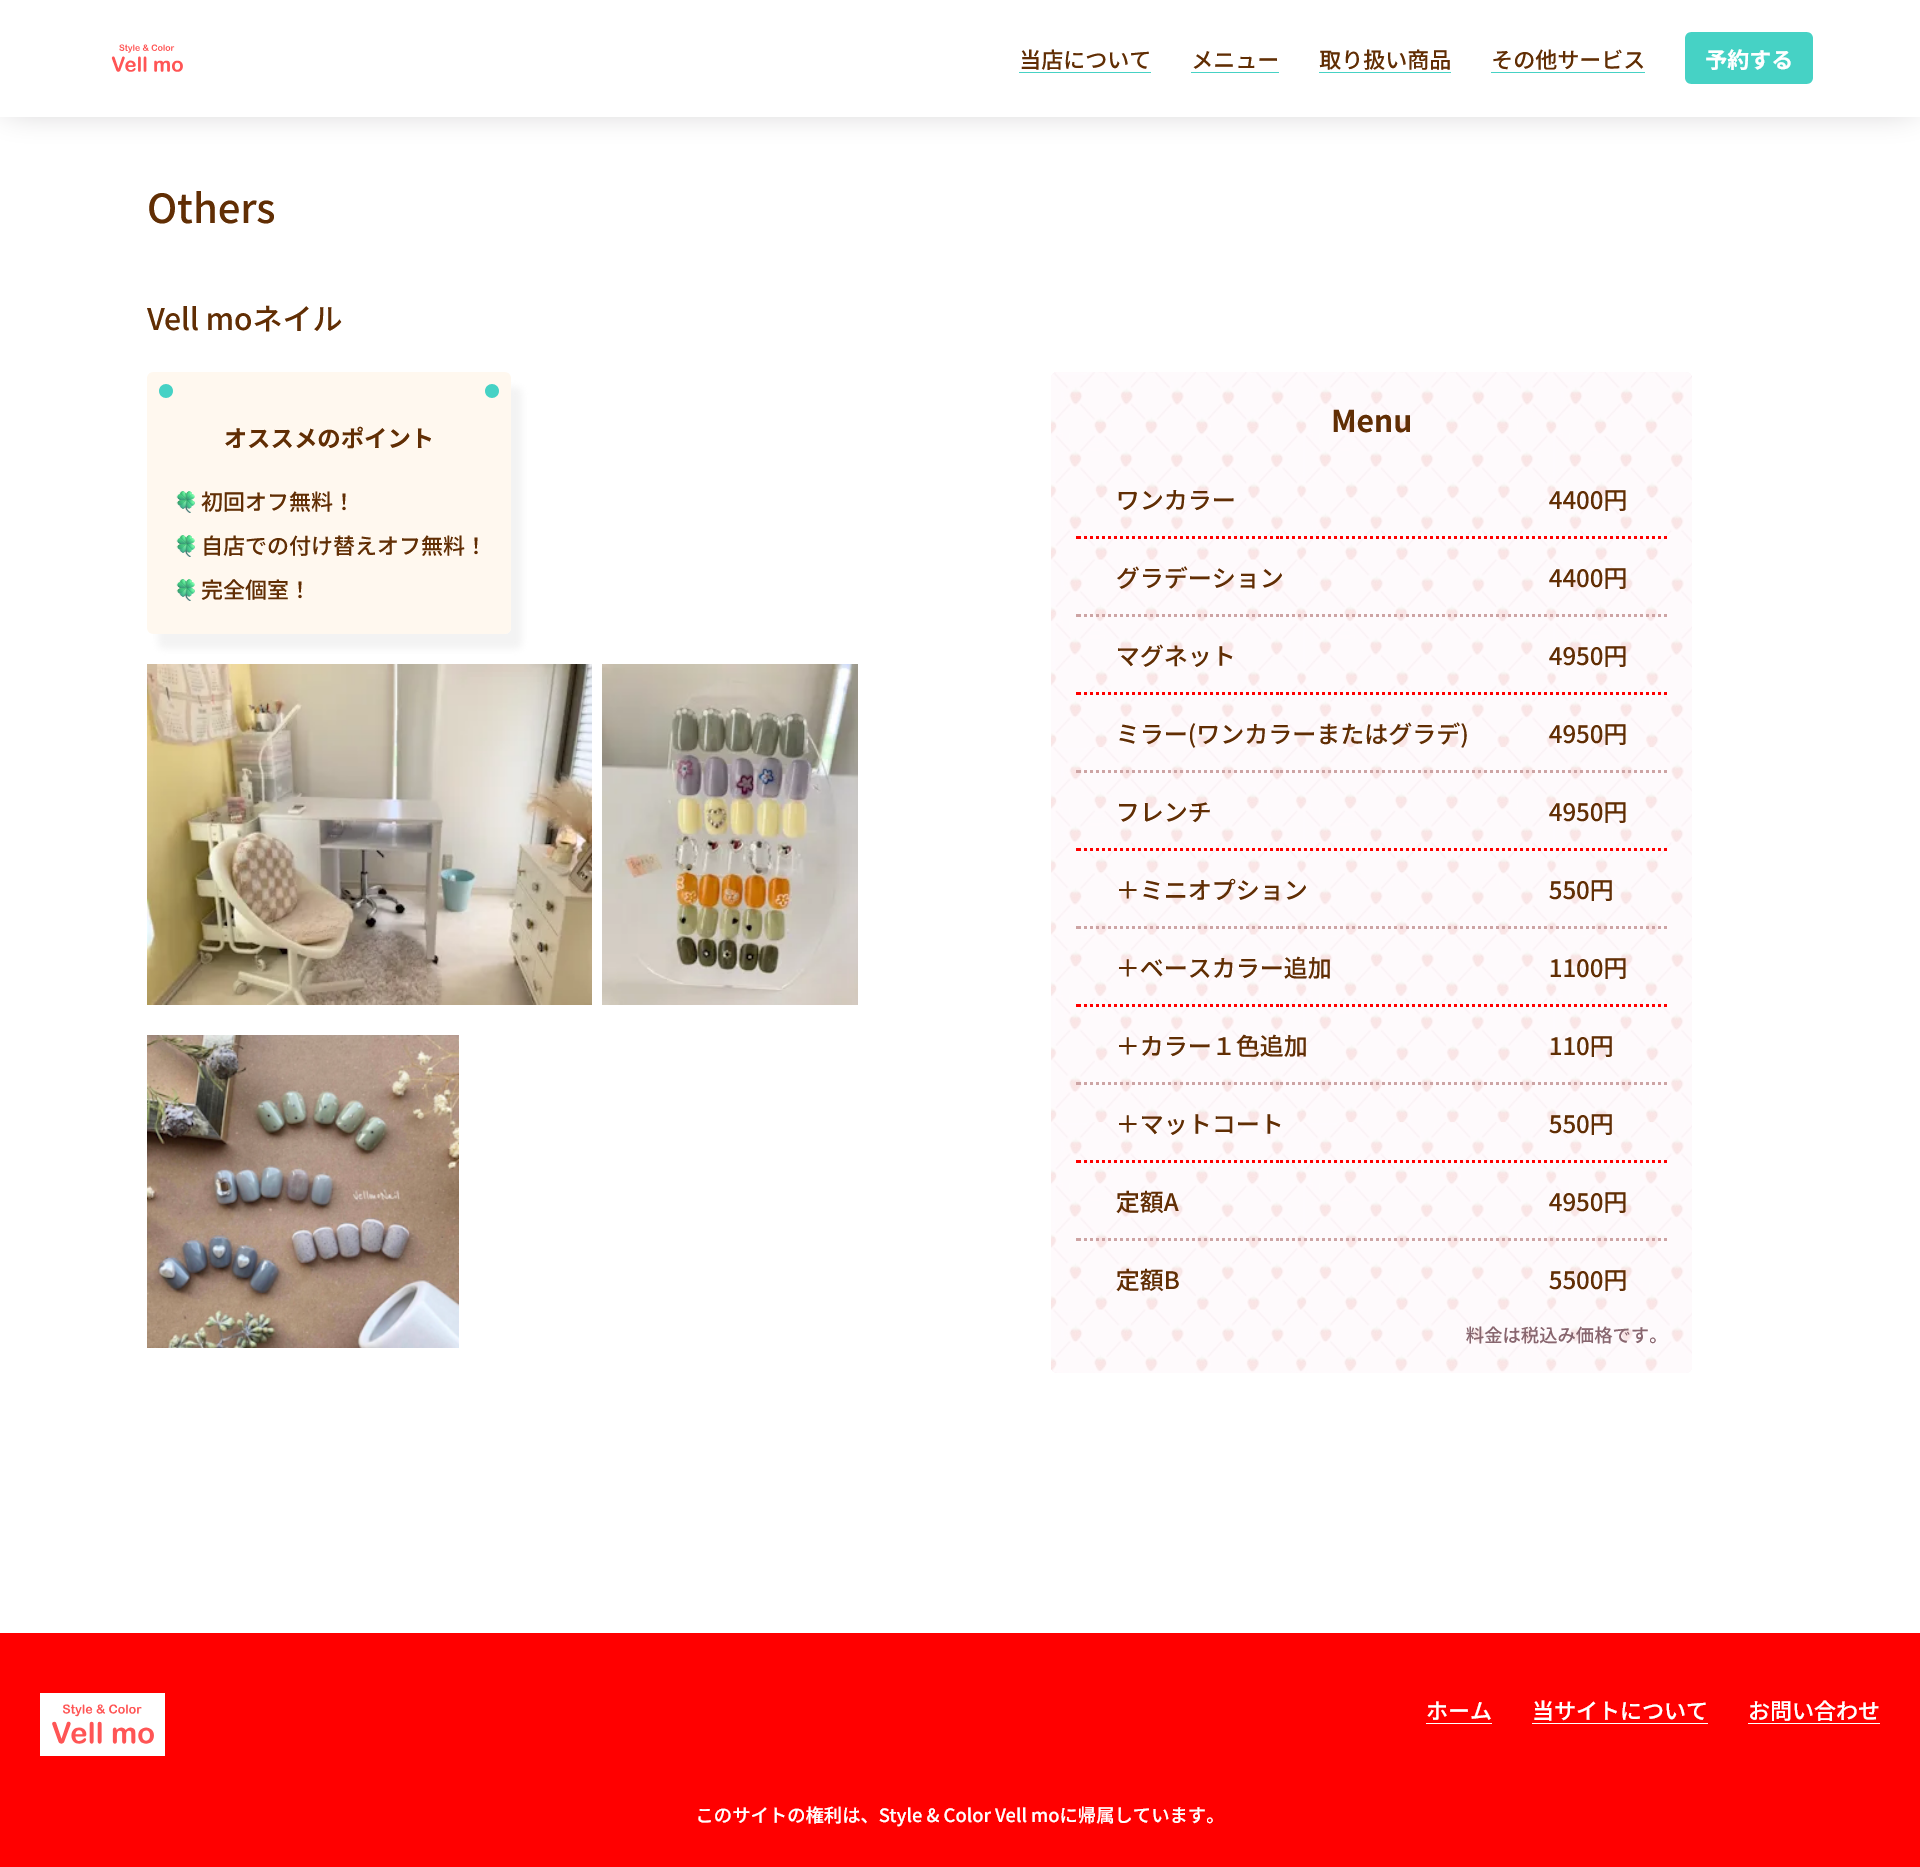 Style & Color
Vell mo
当店について
メニュー
取り扱い商品
その他サービス
予約する
Others
Vell moネイル
オススメのポイント
初回オフ無料！
自店での付け替えオフ無料！
完全個室！
vellmo nail
Menu
ワンカラー 4400円
グラデーション 4400円
マグネット 4950円
ミラー(ワンカラーまたはグラデ) 4950円
フレンチ 4950円
＋ミニオプション 550円
＋ベースカラー追加 1100円
＋カラー１色追加 110円
＋マットコート 550円
定額A 4950円
定額B 5500円
料金は税込み価格です。
Style & Color
Vell mo
ホーム
当サイトについて
お問い合わせ
このサイトの権利は、Style & Color Vell moに帰属しています。